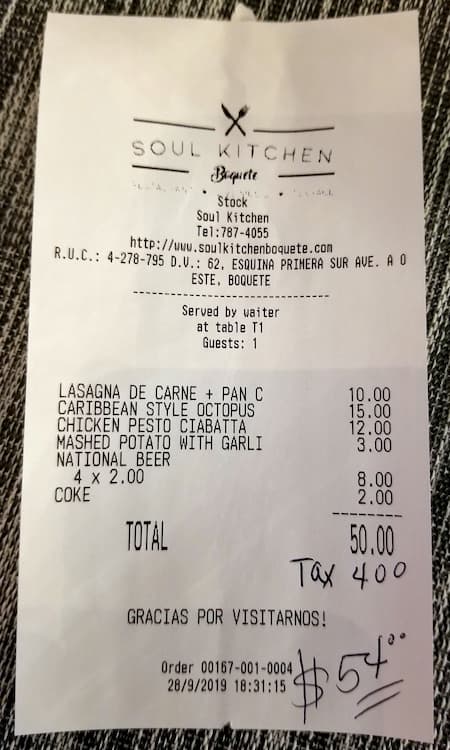 SOUL KITCHEN
Boquete
Stock
Soul Kitchen
Tel:787-4055
http://www.soulkitchenboquete.com
R.U.C.: 4-278-795 D.V.: 62, ESQUINA PRIMERA SUR AVE. A O
ESTE, BOQUETE
Served by waiter
at table T1
Guests: 1
LASAGNA DE CARNE + PAN C 10.00
CARIBBEAN STYLE OCTOPUS 15.00
CHICKEN PESTO CIABATTA 12.00
MASHED POTATO WITH GARLI 3.00
NATIONAL BEER
4 x 2.00 8.00
COKE 2.00
TOTAL 50.00
Tax 400
GRACIAS POR VISITARNOS!
Order 00167-001-0004
28/9/2019 18:31:15
$54.00